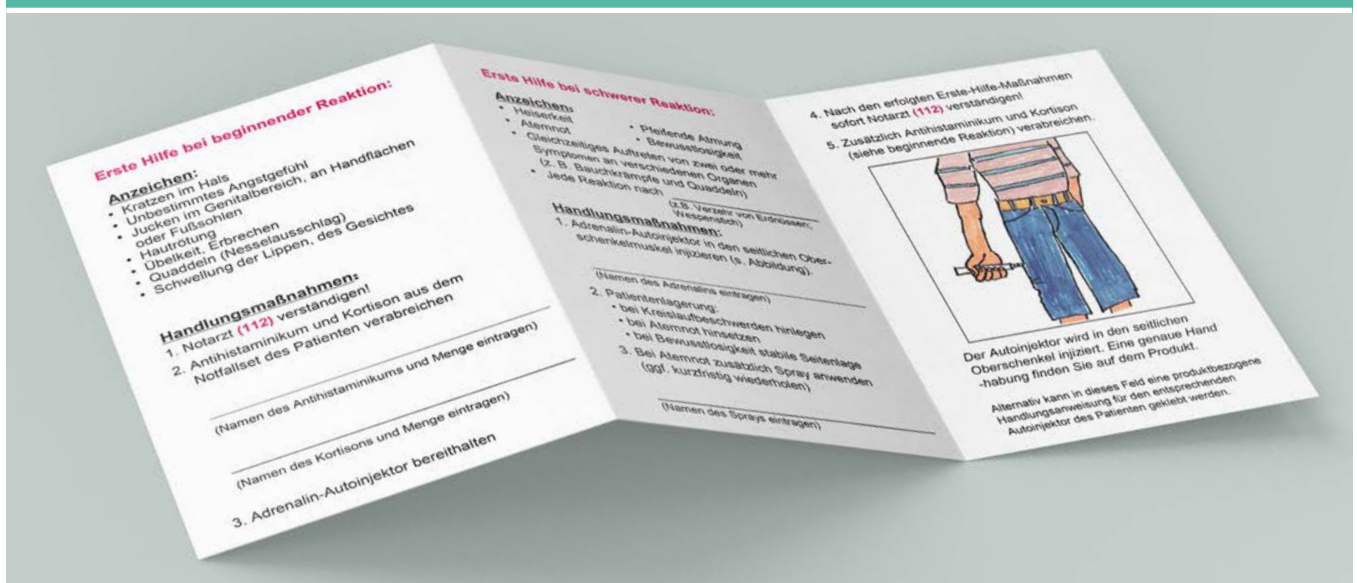 Erste Hilfe bei beginnender Reaktion:
Anzeichen:
• Kratzen im Hals
• Unbestimmtes Angstgefühl
• Jucken im Genitalbereich, an Handflächen
oder Fußsohlen
• Hautrötung
• Übelkeit, Erbrechen
• Quaddeln (Nesselausschlag)
• Schwellung der Lippen, des Gesichtes
Handlungsmaßnahmen:
1. Notarzt (112) verständigen!
2. Antihistaminikum und Kortison aus dem
Notfallset des Patienten verabreichen
(Namen des Antihistaminikums und Menge eintragen)
(Namen des Kortisons und Menge eintragen)
3. Adrenalin-Autoinjektor bereithalten
Erste Hilfe bei schwerer Reaktion:
Anzeichen:
• Heiserkeit
• Atemnot
• Pfeifende Atmung
• Bewusstlosigkeit
• Gleichzeitiges Auftreten von zwei oder mehr
Symptomen an verschiedenen Organen
(z. B. Bauchkrämpfe und Quaddeln)
• Jede Reaktion nach
(z.B. Verzehr von Erdnüssen,
Wespenstich)
Handlungsmaßnahmen:
1. Adrenalin-Autoinjektor in den seitlichen Ober-
schenkelmuskel injizieren (s. Abbildung).
(Namen des Adrenalins eintragen)
2. Patientenlagerung:
• bei Kreislaufbeschwerden hinlegen
• bei Atemnot hinsetzen
• bei Bewusstlosigkeit stabile Seitenlage
3. Bei Atemnot zusätzlich Spray anwenden
(ggf. kurzfristig wiederholen)
(Namen des Sprays eintragen)
4. Nach den erfolgten Erste-Hilfe-Maßnahmen
sofort Notarzt (112) verständigen!
5. Zusätzlich Antihistaminikum und Kortison
(siehe beginnende Reaktion) verabreichen.
Der Autoinjektor wird in den seitlichen
Oberschenkel injiziert. Eine genaue Hand
-habung finden Sie auf dem Produkt.
Alternativ kann in dieses Feld eine produktbezogene
Handlungsanweisung für den entsprechenden
Autoinjektor des Patienten geklebt werden.